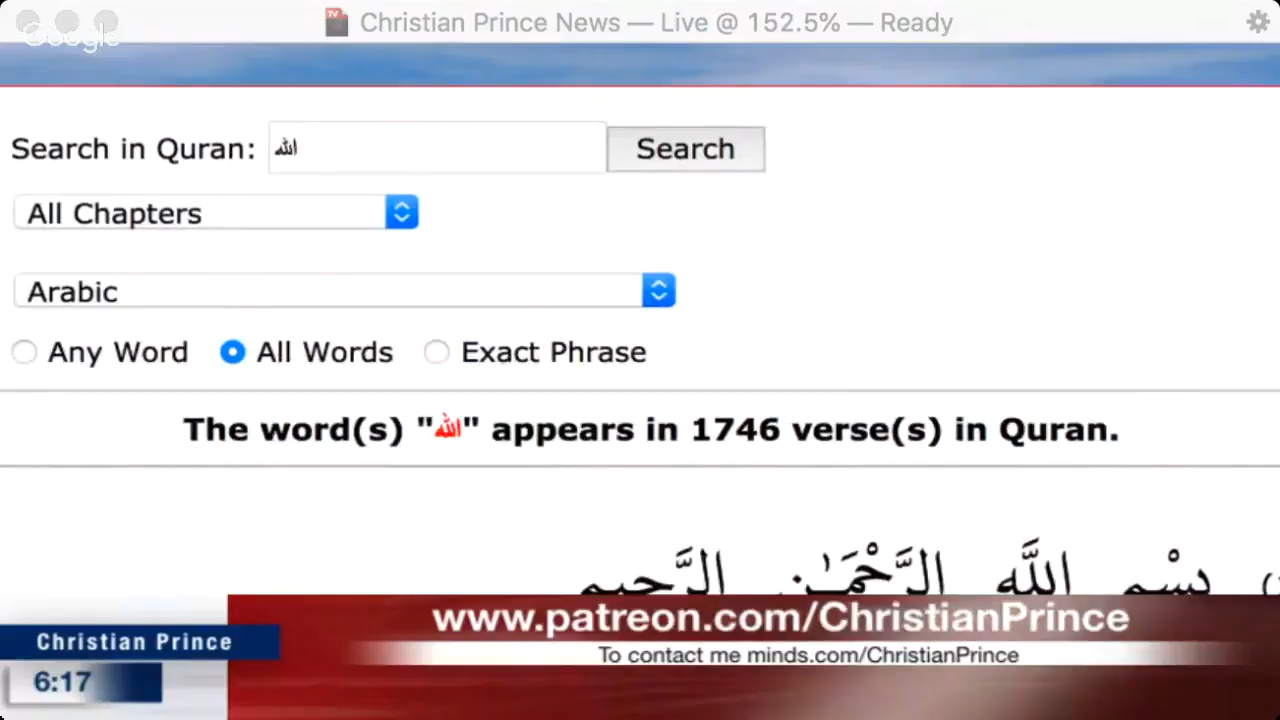 Christian Prince News — Live @ 152.5% — Ready
Google
Search in Quran: الله Search
All Chapters
Arabic
Any Word All Words Exact Phrase
The word(s) "الله" appears in 1746 verse(s) in Quran.
بِسْمِ اللَّهِ الرَّحْمَٰنِ الرَّحِيمِ
www.patreon.com/ChristianPrince
To contact me minds.com/ChristianPrince
Christian Prince
6:17